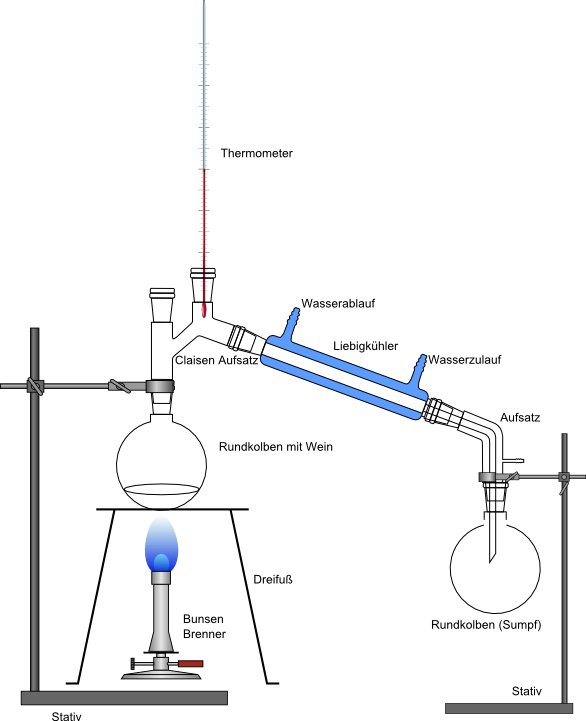 Thermometer
Wasserablauf
Liebigkühler
Claisen Aufsatz
Wasserzulauf
Aufsatz
Rundkolben mit Wein
Dreifuß
Bunsen
Brenner
Rundkolben (Sumpf)
Stativ
Stativ